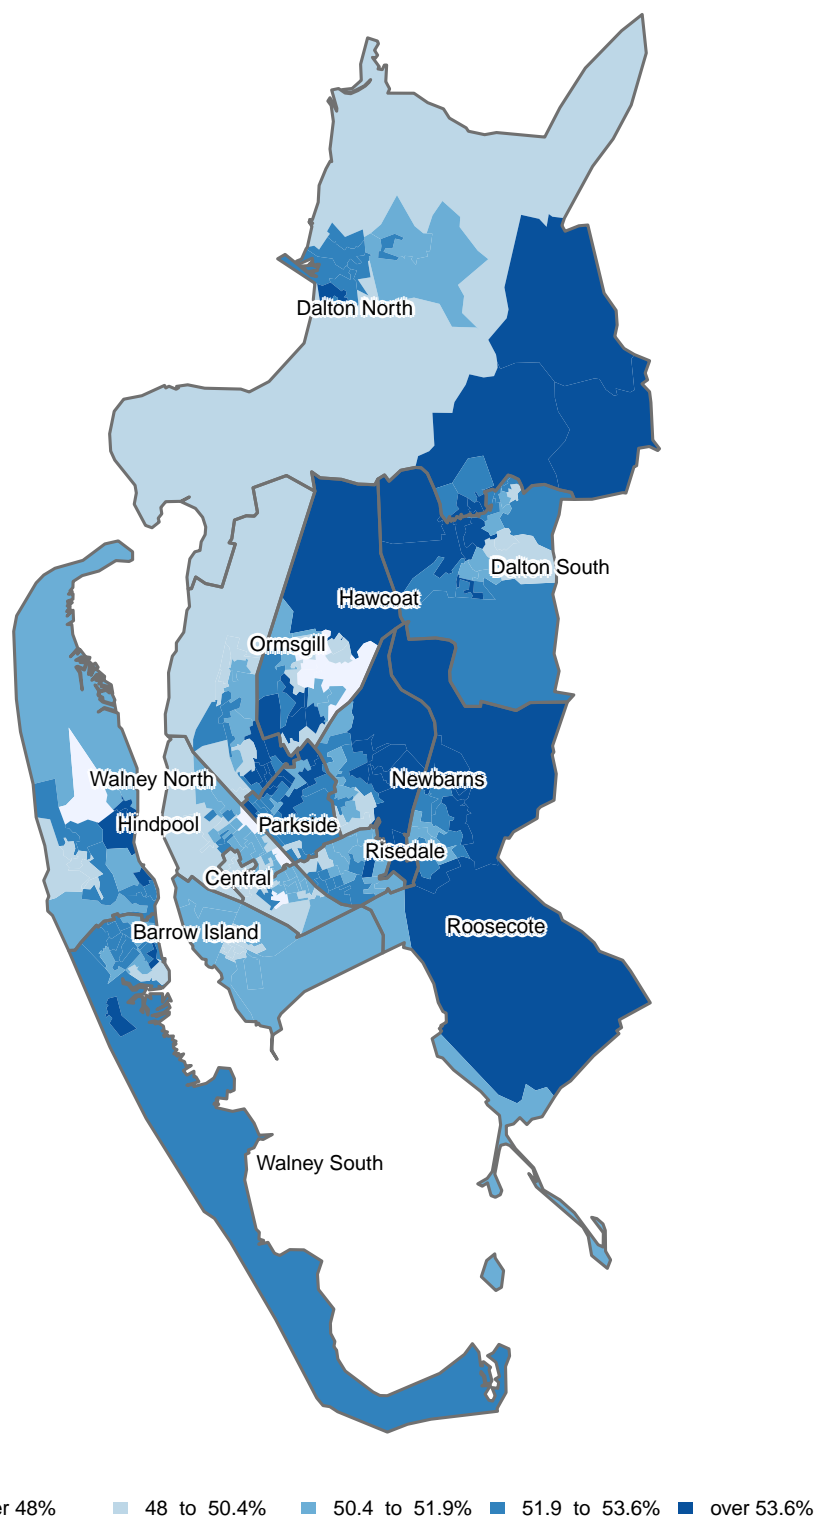 Dalton North
Dalton South
Hawcoat
Ormsgill
Walney North
Newbarns
Hindpool
Parkside
Risedale
Central
Roosecote
Barrow Island
Walney South
48% 48 to 50.4% 50.4 to 51.9% 51.9 to 53.6% over 53.6%